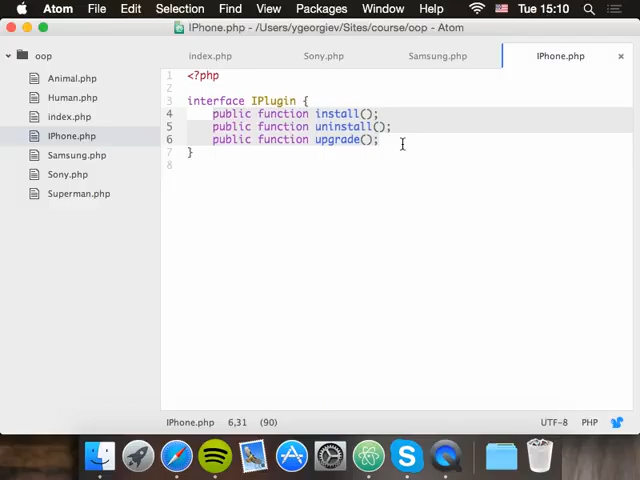 Atom File Edit Selection Find View Packages Window Help Tue 15:10
IPhone.php - /Users/ygeorgiev/Sites/course/oop - Atom
oop
Animal.php
Human.php
index.php
IPhone.php
Samsung.php
Sony.php
Superman.php
index.php Sony.php Samsung.php IPhone.php ×
1 <?php
2
3 interface IPlugin {
4 public function install();
5 public function uninstall();
6 public function upgrade();
7 }
8
IPhone.php 6,31 (90) UTF-8 PHP